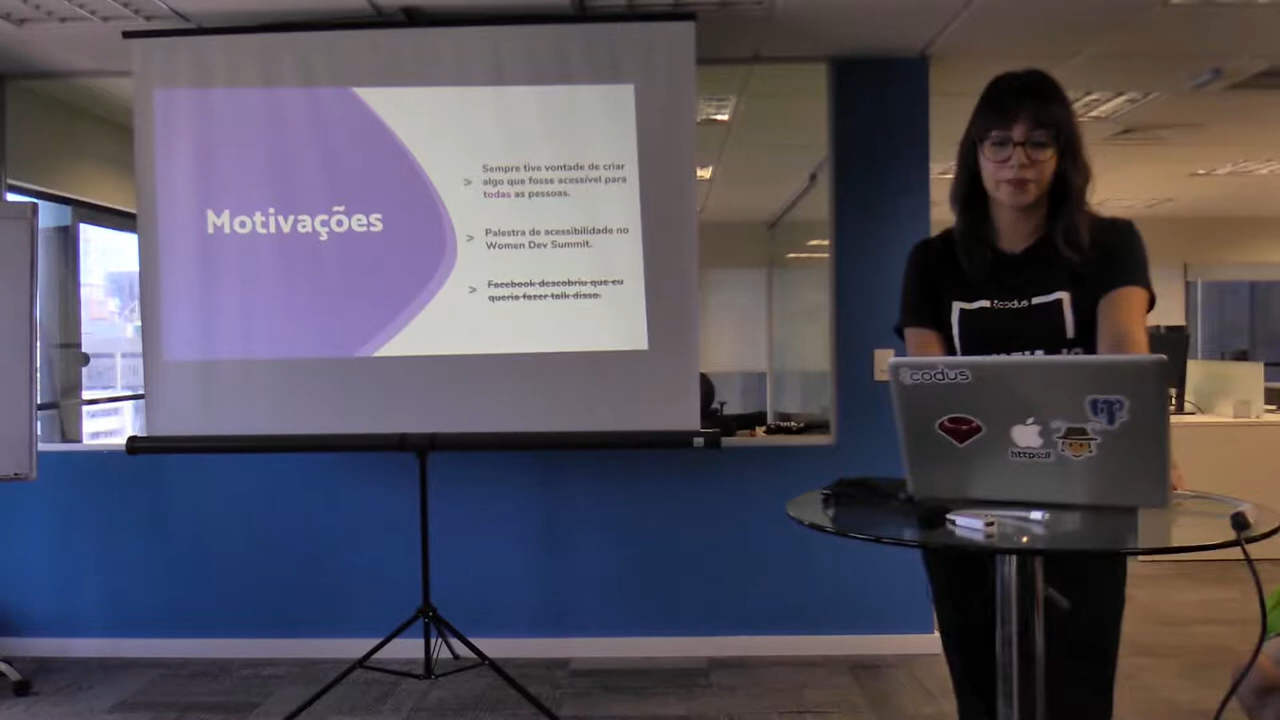 Motivações
> Sempre tive vontade de criar
algo que fosse acessível para
todas as pessoas.
> Palestra de acessibilidade no
Women Dev Summit.
> Facebook descobriu que eu
queria fazer talk disso.
codus
codus
https://